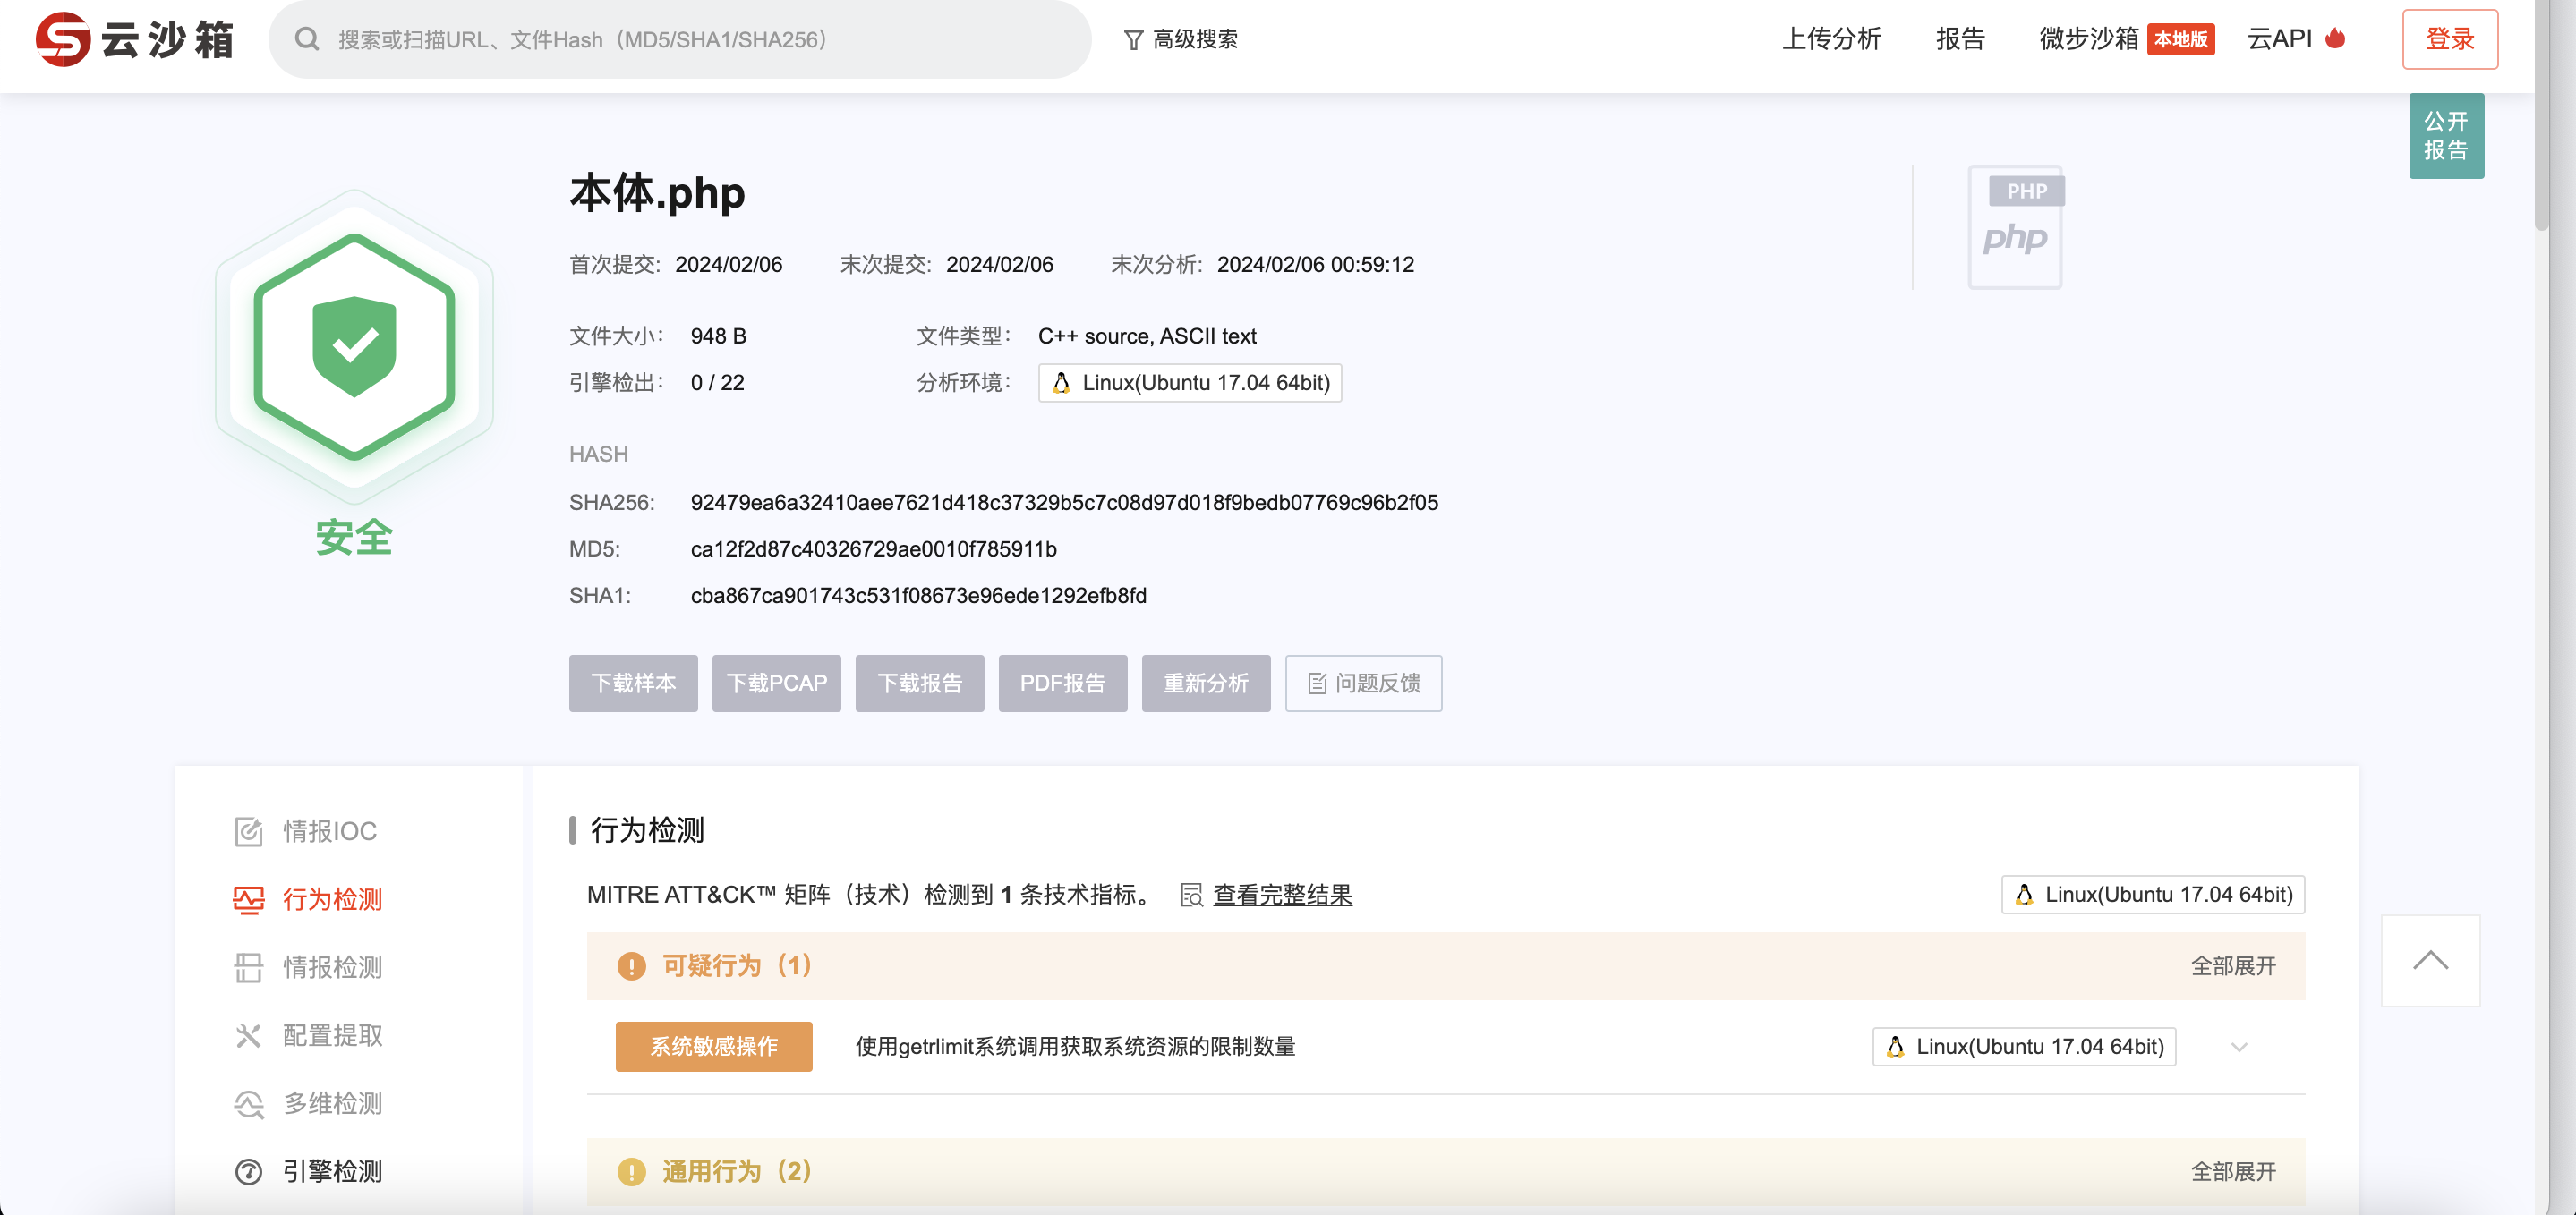 云沙箱
搜索或扫描URL、文件Hash（MD5/SHA1/SHA256）
高级搜索
上传分析
报告
微步沙箱 本地版
云API
登录
公开
报告
本体.php
PHP
php
首次提交: 2024/02/06 末次提交: 2024/02/06 末次分析: 2024/02/06 00:59:12
文件大小: 948 B 文件类型: C++ source, ASCII text
引擎检出: 0 / 22 分析环境: Linux(Ubuntu 17.04 64bit)
安全
HASH
SHA256: 92479ea6a32410aee7621d418c37329b5c7c08d97d018f9bedb07769c96b2f05
MD5: ca12f2d87c40326729ae0010f785911b
SHA1: cba867ca901743c531f08673e96ede1292efb8fd
下载样本 下载PCAP 下载报告 PDF报告 重新分析 问题反馈
情报IOC
行为检测
情报检测
配置提取
多维检测
引擎检测
行为检测
MITRE ATT&CK™ 矩阵（技术）检测到 1 条技术指标。 查看完整结果 Linux(Ubuntu 17.04 64bit)
可疑行为（1） 全部展开
系统敏感操作 使用getrlimit系统调用获取系统资源的限制数量 Linux(Ubuntu 17.04 64bit)
通用行为（2） 全部展开